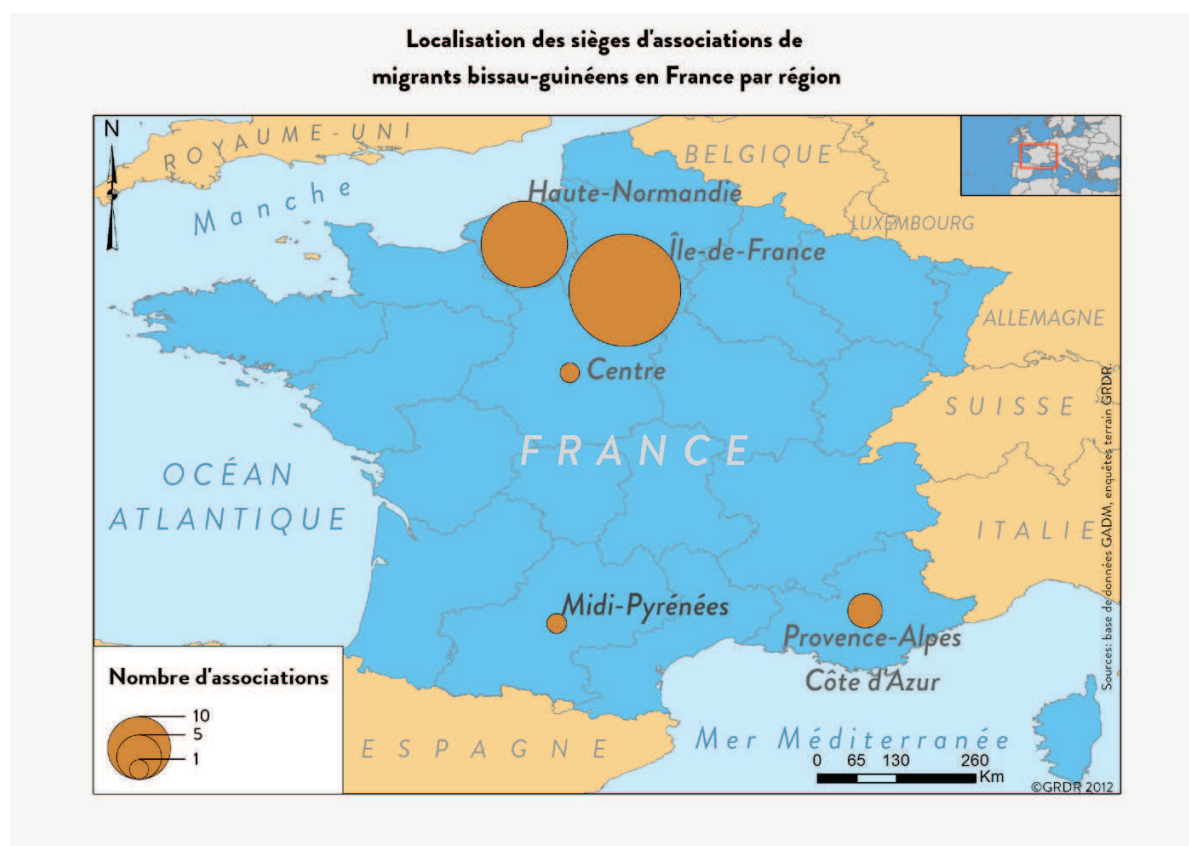 Localisation des sièges d'associations de
migrants bissau-guinéens en France par région
N
ROYAUME-UNI
BELGIQUE
Manche
Haute-Normandie
LUXEMBOURG
Île-de-France
ALLEMAGNE
Centre
SUISSE
FRANCE
OCÉAN
ATLANTIQUE
ITALIE
Midi-Pyrénées
Provence-Alpes
Côte d'Azur
Sources: base de données GADM, enquêtes terrain GRDR.
Nombre d'associations
10
5
1
ESPAGNE
Mer Méditerranée
0 65 130 260
Km
©GRDR 2012